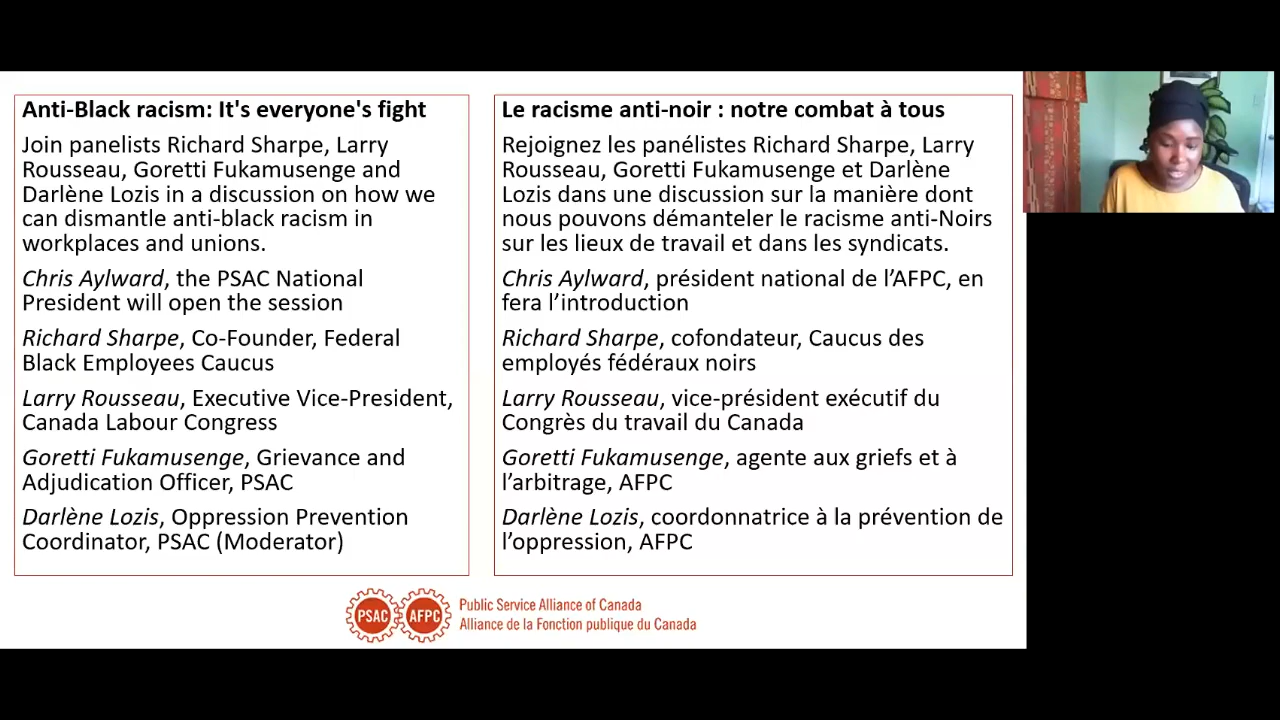 Anti-Black racism: It's everyone's fight
Join panelists Richard Sharpe, Larry
Rousseau, Goretti Fukamusenge and
Darlène Lozis in a discussion on how we
can dismantle anti-black racism in
workplaces and unions.
Chris Aylward, the PSAC National
President will open the session
Richard Sharpe, Co-Founder, Federal
Black Employees Caucus
Larry Rousseau, Executive Vice-President,
Canada Labour Congress
Goretti Fukamusenge, Grievance and
Adjudication Officer, PSAC
Darlène Lozis, Oppression Prevention
Coordinator, PSAC (Moderator)
Le racisme anti-noir : notre combat à tous
Rejoignez les panélistes Richard Sharpe, Larry
Rousseau, Goretti Fukamusenge et Darlène
Lozis dans une discussion sur la manière dont
nous pouvons démanteler le racisme anti-Noirs
sur les lieux de travail et dans les syndicats.
Chris Aylward, président national de l’AFPC, en
fera l’introduction
Richard Sharpe, cofondateur, Caucus des
employés fédéraux noirs
Larry Rousseau, vice-président exécutif du
Congrès du travail du Canada
Goretti Fukamusenge, agente aux griefs et à
l’arbitrage, AFPC
Darlène Lozis, coordonnatrice à la prévention de
l’oppression, AFPC
PSAC AFPC
Public Service Alliance of Canada
Alliance de la Fonction publique du Canada